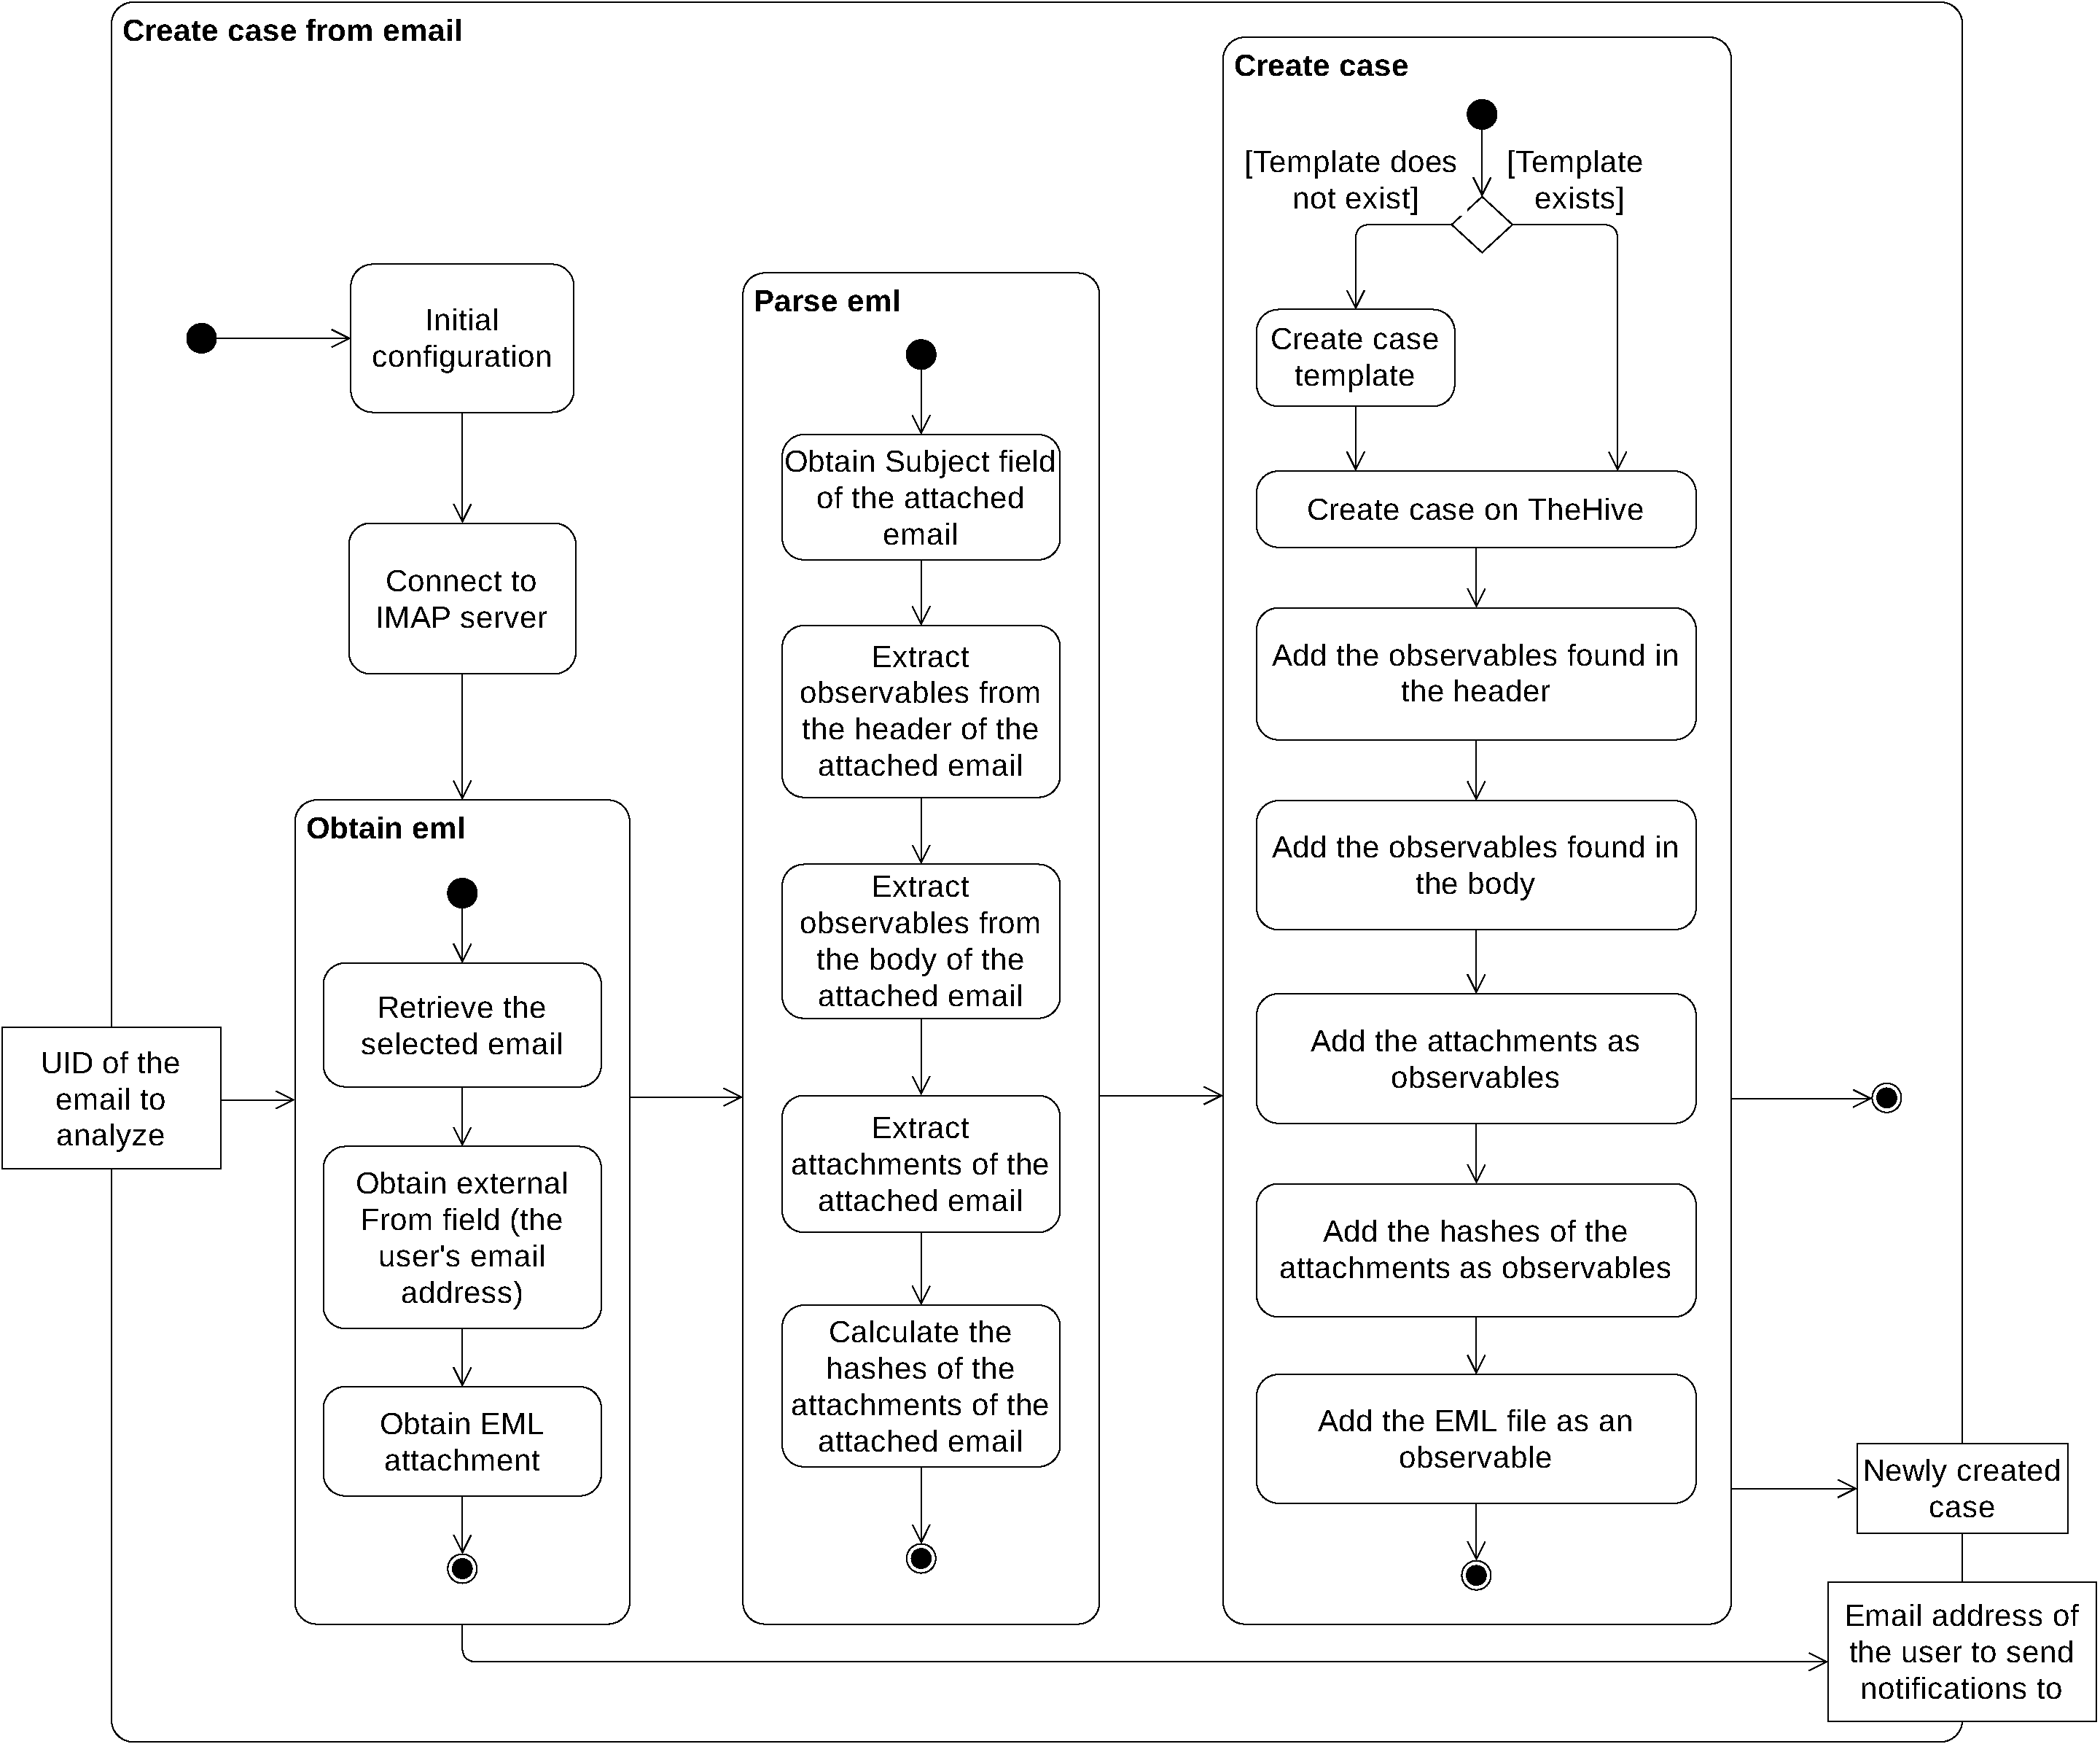 Create case from email
Initial
configuration
Connect to
IMAP server
UID of the
email to
analyze
Obtain eml
Retrieve the
selected email
Obtain external
From field (the
user's email
address)
Obtain EML
attachment
Parse eml
Obtain Subject field
of the attached
email
Extract
observables from
the header of the
attached email
Extract
observables from
the body of the
attached email
Extract
attachments of the
attached email
Calculate the
hashes of the
attachments of the
attached email
Create case
[Template does
not exist]
[Template
exists]
Create case
template
Create case on TheHive
Add the observables found in
the header
Add the observables found in
the body
Add the attachments as
observables
Add the hashes of the
attachments as observables
Add the EML file as an
observable
Newly created
case
Email address of
the user to send
notifications to